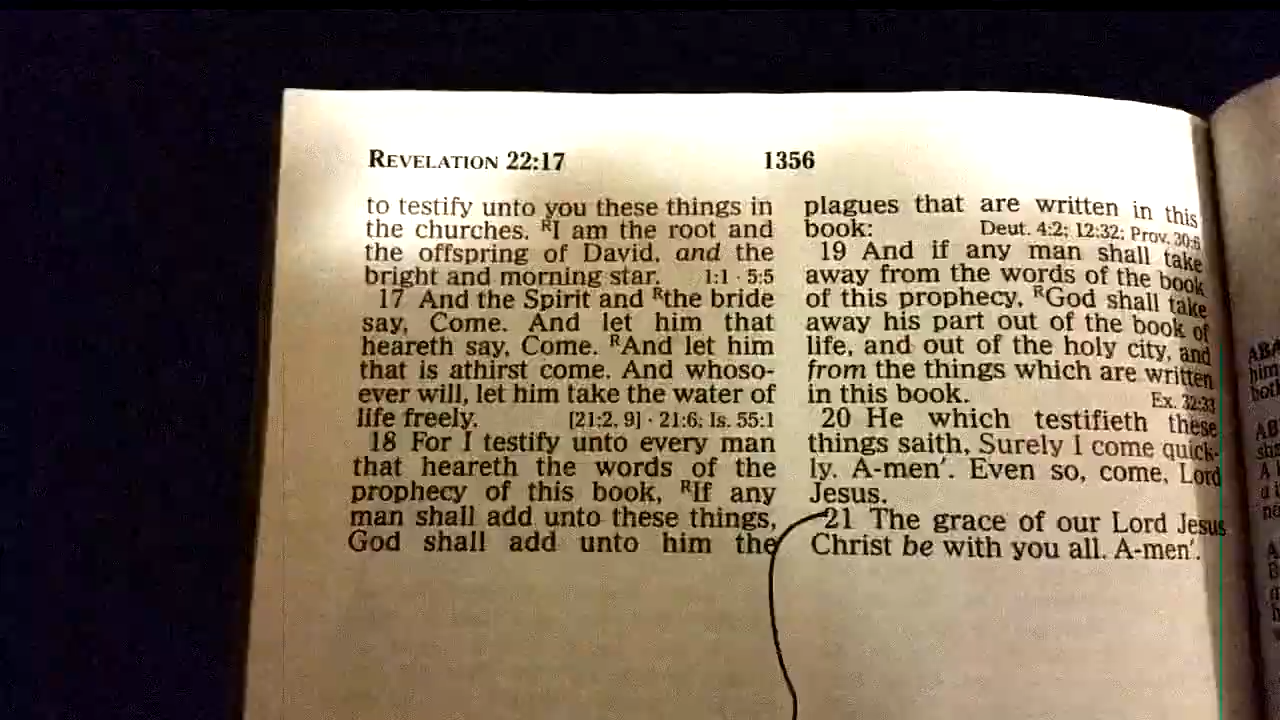 REVELATION 22:17
1356
to testify unto you these things in
the churches. RI am the root and
the offspring of David, and the
bright and morning star. 1:1 · 5:5
17 And the Spirit and Rthe bride
say, Come. And let him that
heareth say, Come. RAnd let him
that is athirst come. And whoso-
ever will, let him take the water of
life freely. [21:2, 9] · 21:6; Is. 55:1
18 For I testify unto every man
that heareth the words of the
prophecy of this book, RIf any
man shall add unto these things,
God shall add unto him the
plagues that are written in this
book: Deut. 4:2; 12:32; Prov. 30:6
19 And if any man shall take
away from the words of the book
of this prophecy, RGod shall take
away his part out of the book of
life, and out of the holy city, and
from the things which are written
in this book. Ex. 32:33
20 He which testifieth these
things saith, Surely I come quick-
ly. A-men′. Even so, come, Lord
Jesus.
21 The grace of our Lord Jesus
Christ be with you all. A-men′.
ABA
him